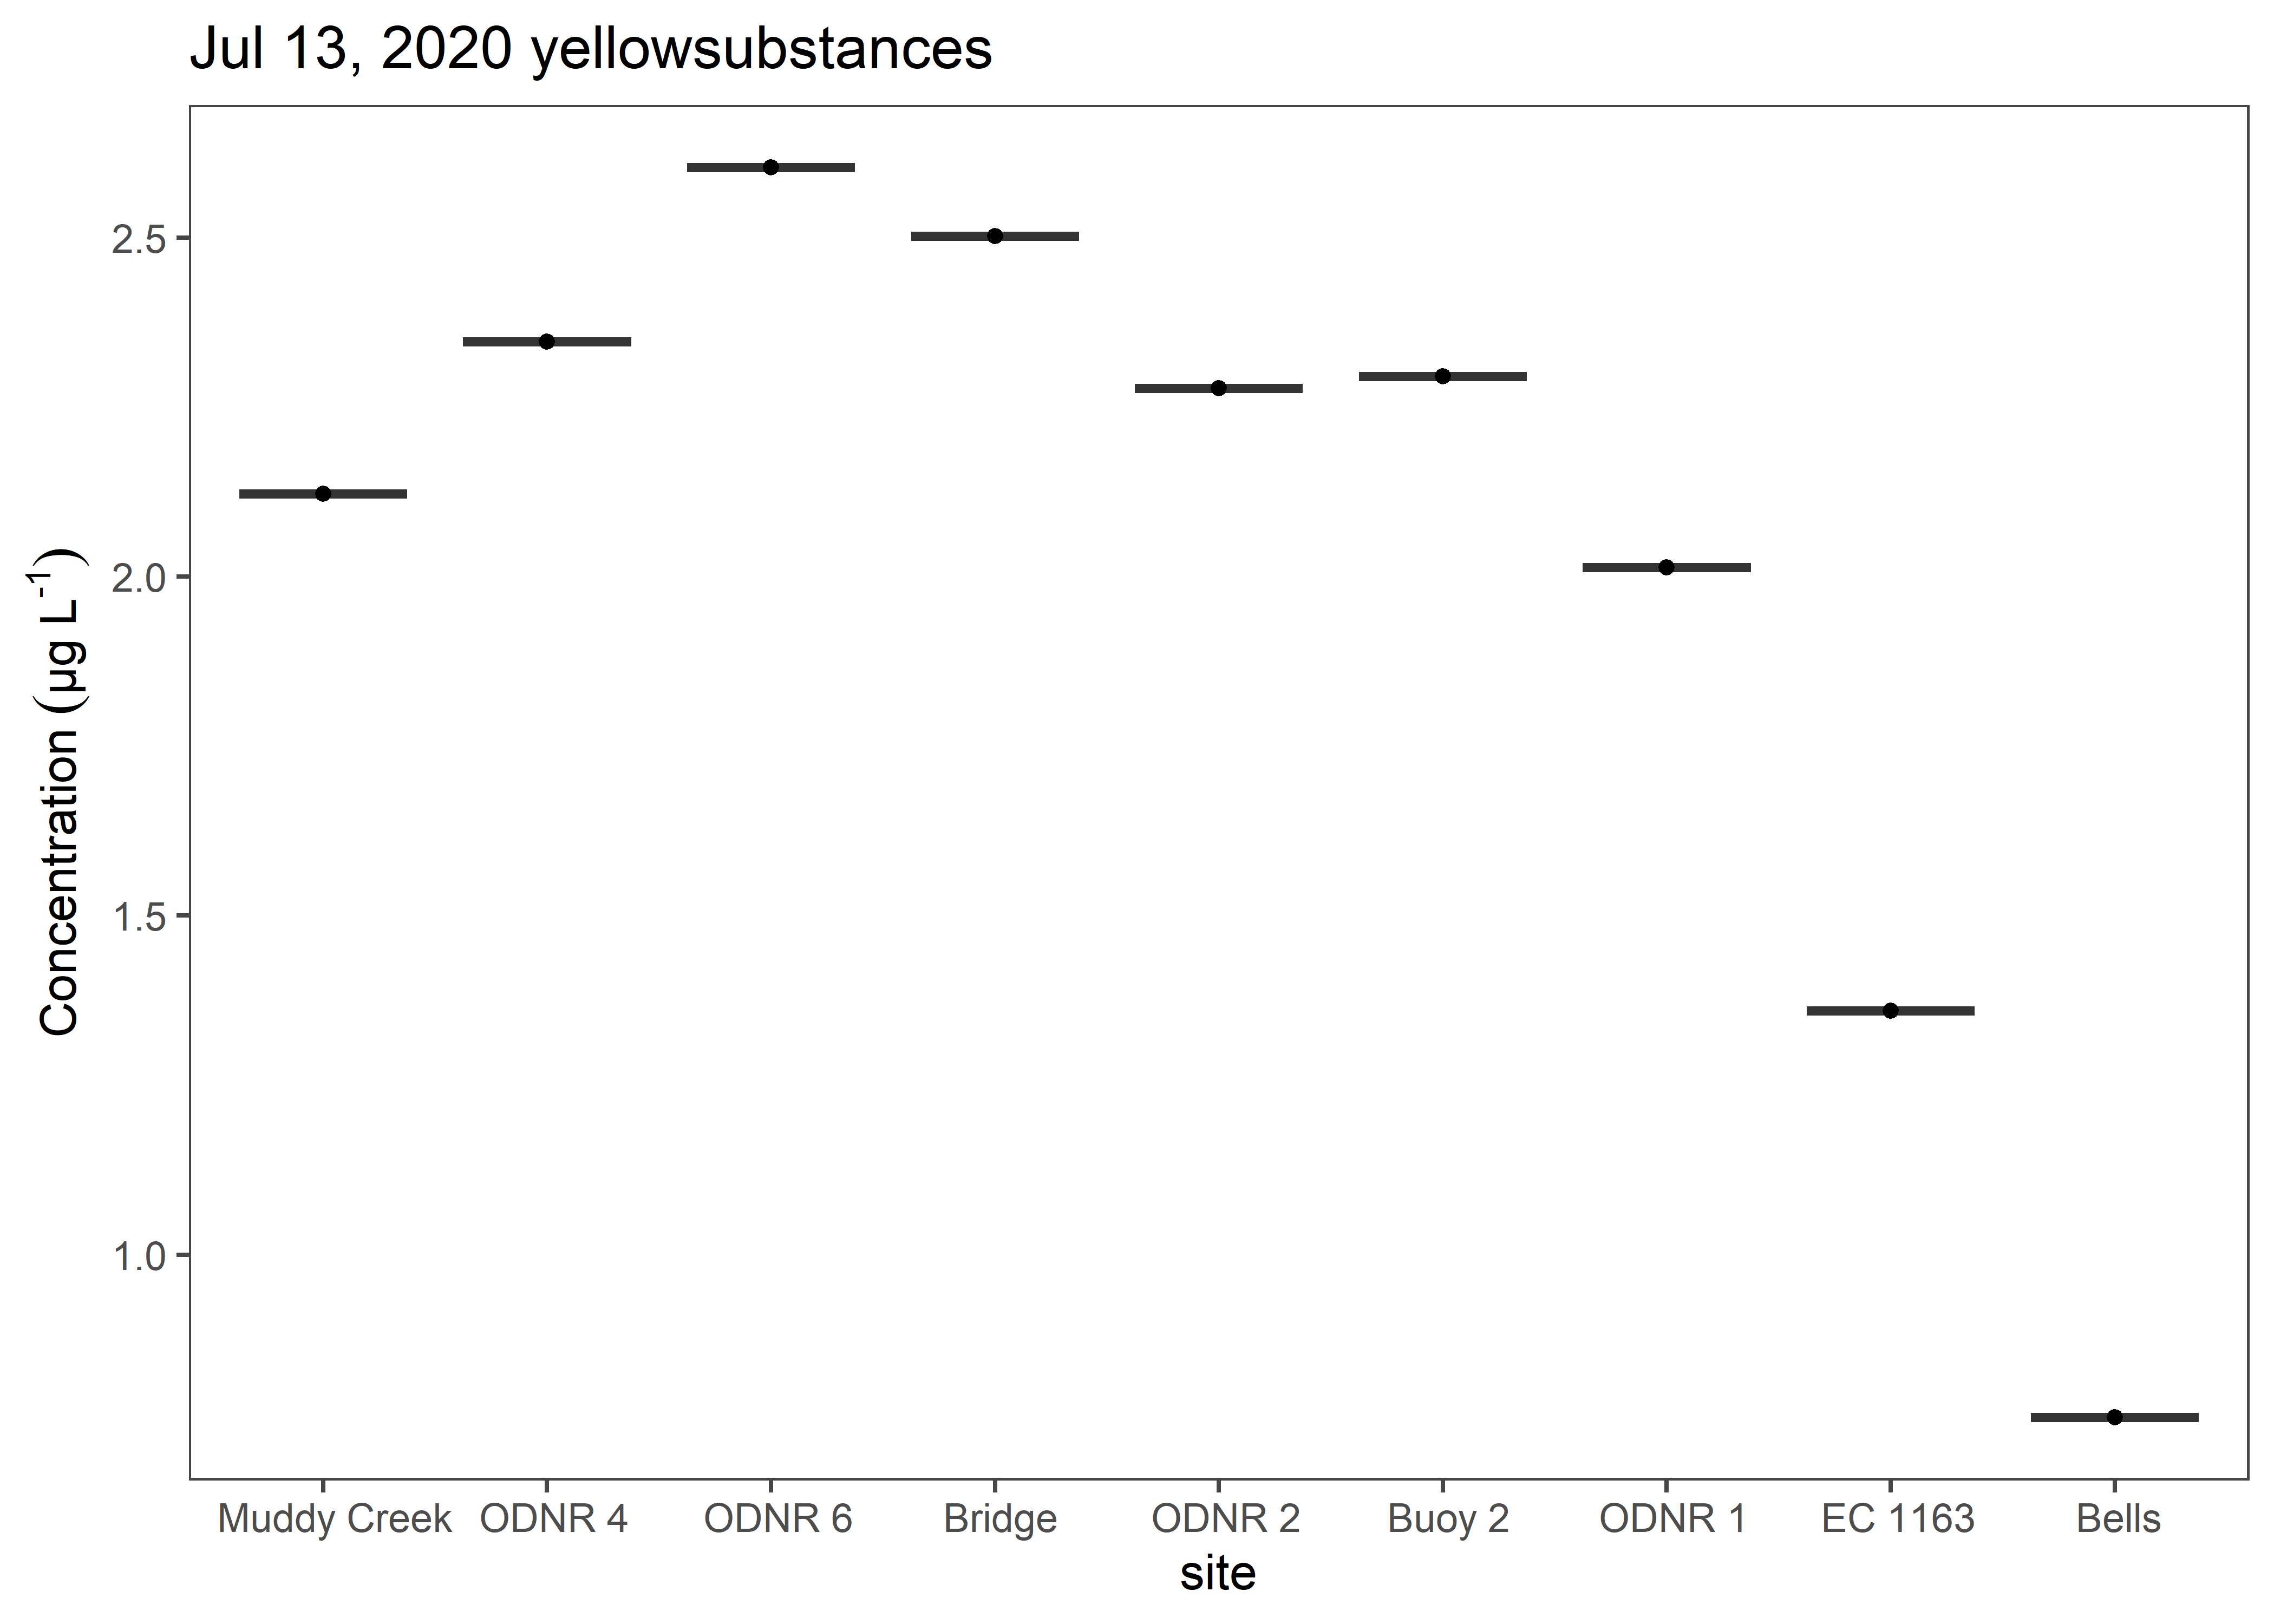 Jul 13, 2020 yellowsubstances
Concentration (µg L⁻¹)
2.5
2.0
1.5
1.0
Muddy Creek ODNR 4 ODNR 6 Bridge ODNR 2 Buoy 2 ODNR 1 EC 1163 Bells
site